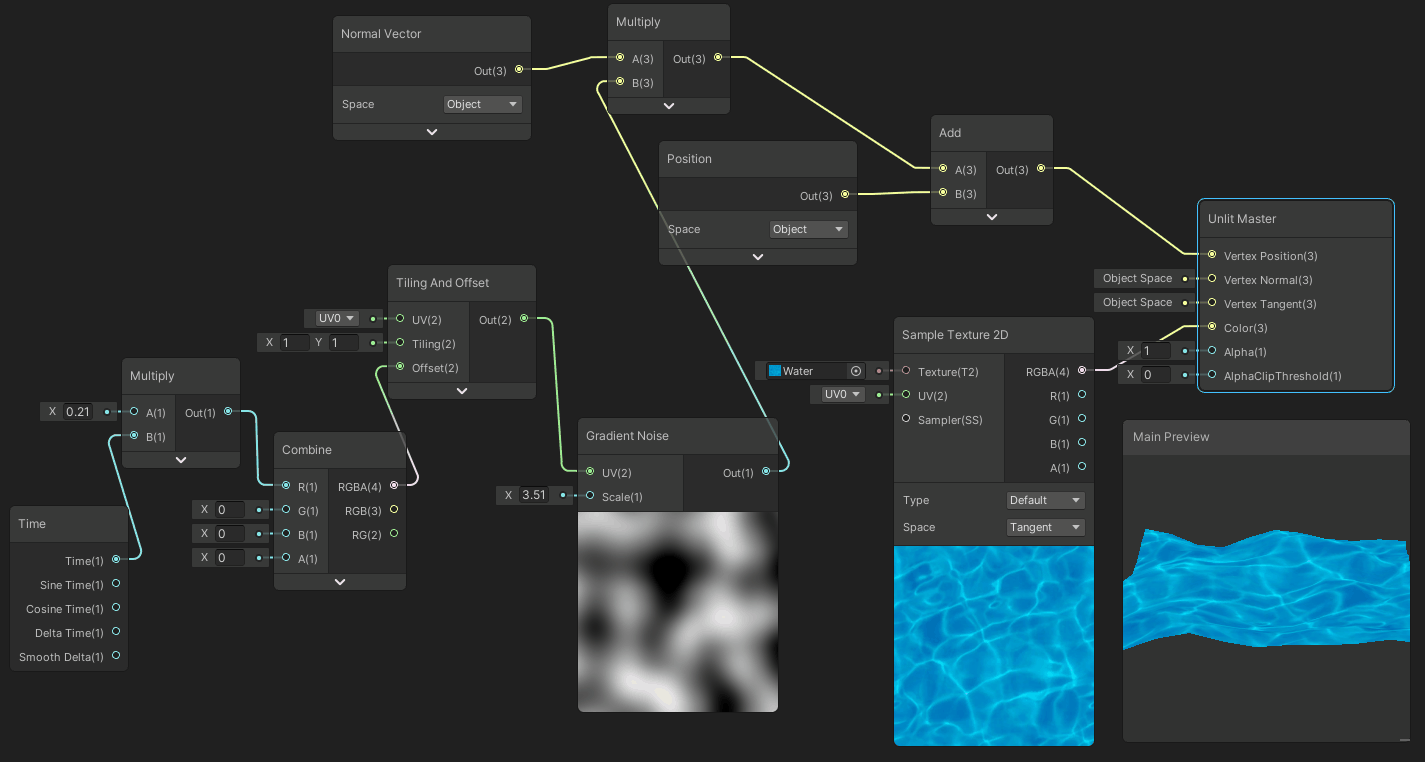 Normal Vector
Out(3)
Space Object
Multiply
A(3) Out(3)
B(3)
Position
Out(3)
Space Object
Add
A(3) Out(3)
B(3)
Unlit Master
Vertex Position(3)
Object Space Vertex Normal(3)
Object Space Vertex Tangent(3)
Color(3)
X 1 Alpha(1)
X 0 AlphaClipThreshold(1)
Tiling And Offset
UV0 UV(2) Out(2)
X 1 Y 1 Tiling(2)
Offset(2)
Multiply
X 0.21 A(1) Out(1)
B(1)
Combine
R(1) RGBA(4)
X 0 G(1) RGB(3)
X 0 B(1) RG(2)
X 0 A(1)
Time
Time(1)
Sine Time(1)
Cosine Time(1)
Delta Time(1)
Smooth Delta(1)
Gradient Noise
UV(2) Out(1)
X 3.51 Scale(1)
Sample Texture 2D
Water Texture(T2) RGBA(4)
UV0 UV(2) R(1)
Sampler(SS) G(1)
B(1)
A(1)
Type Default
Space Tangent
Main Preview